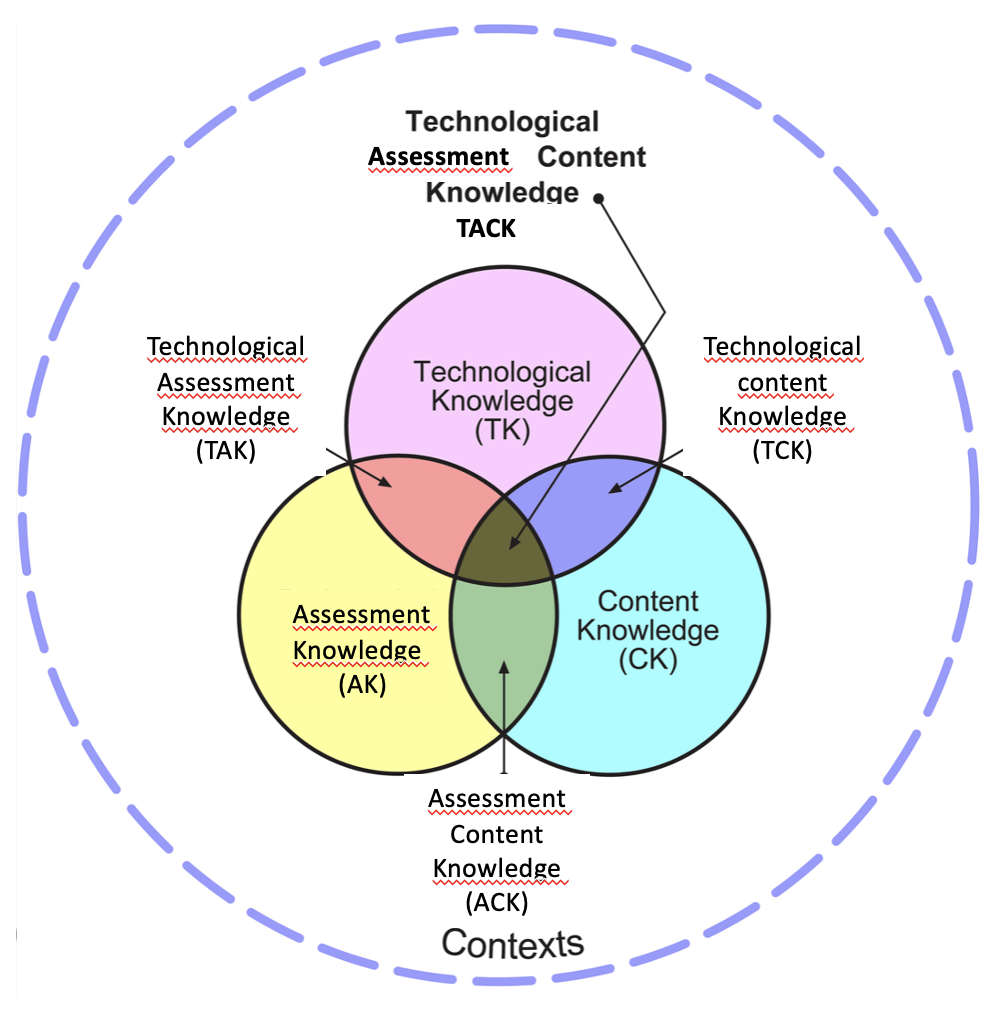 Technological
Assessment Content
Knowledge
TACK
Technological
Assessment
Knowledge
(TAK)
Technological
content
Knowledge
(TCK)
Technological
Knowledge
(TK)
Assessment
Knowledge
(AK)
Content
Knowledge
(CK)
Assessment
Content
Knowledge
(ACK)
Contexts